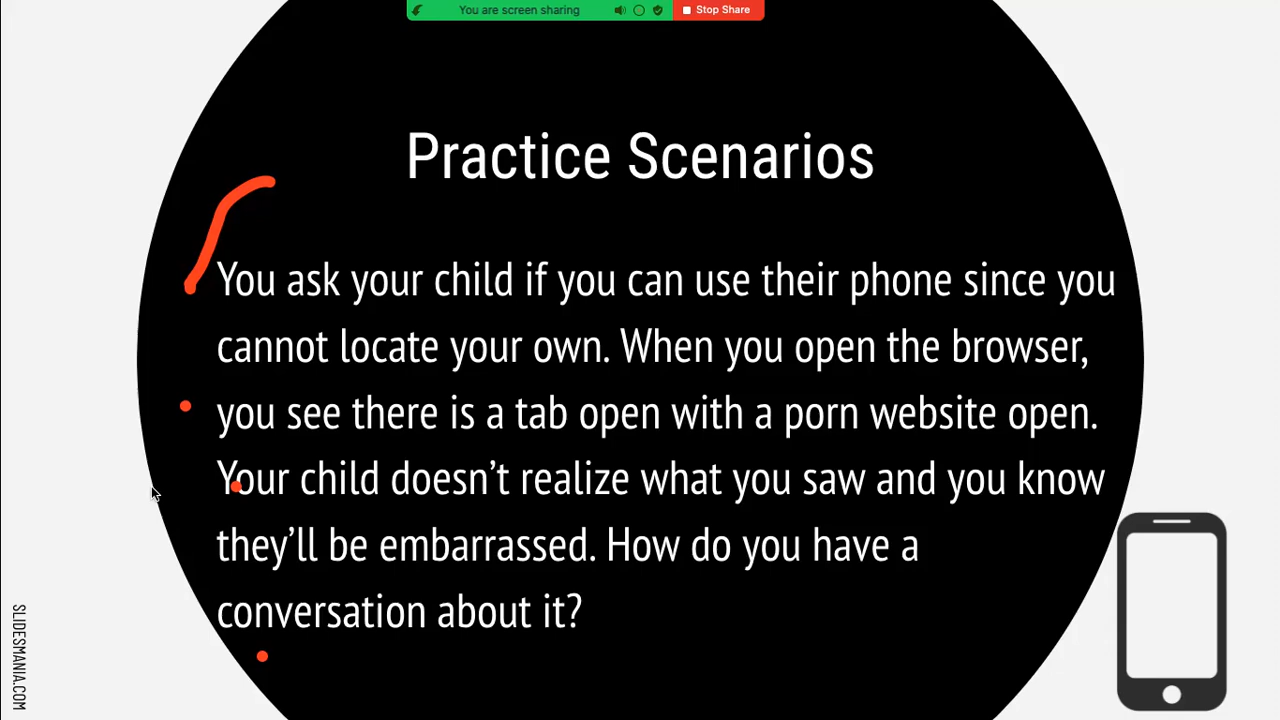 You are screen sharing
Stop Share
Practice Scenarios
You ask your child if you can use their phone since you
cannot locate your own. When you open the browser,
you see there is a tab open with a porn website open.
Your child doesn’t realize what you saw and you know
they’ll be embarrassed. How do you have a
conversation about it?
SLIDESMANIA.COM